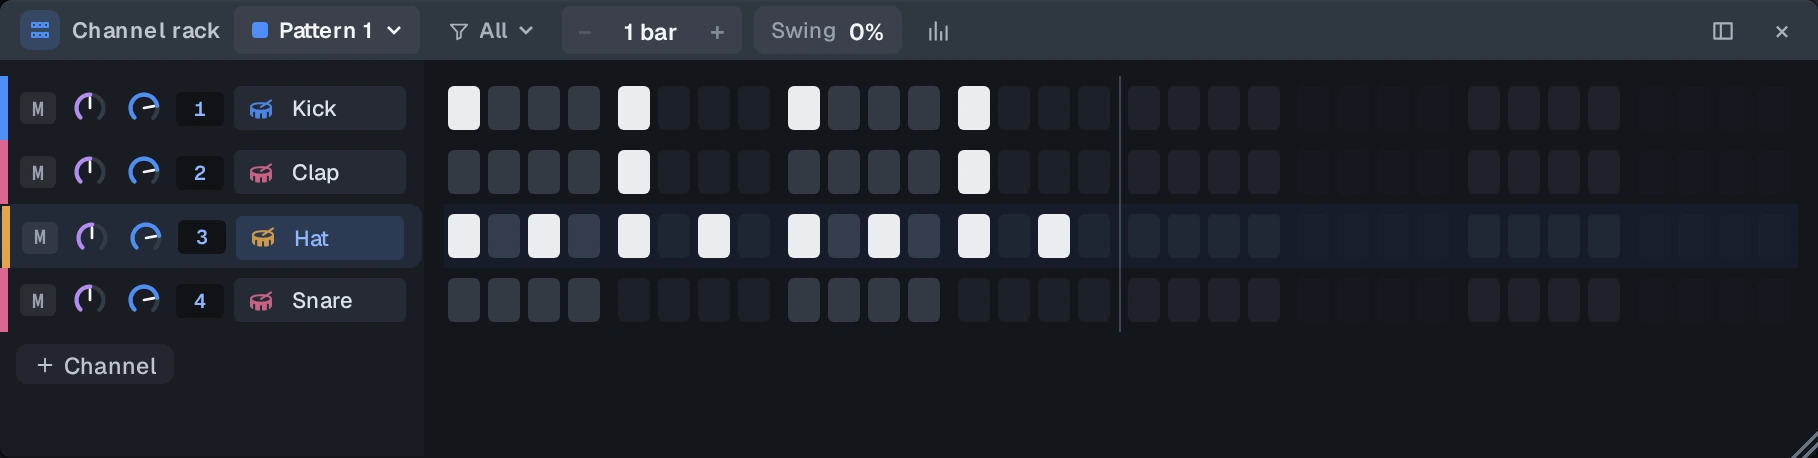 Channel rack Pattern 1 All − 1 bar + Swing 0%
M 1 Kick
M 2 Clap
M 3 Hat
M 4 Snare
+ Channel